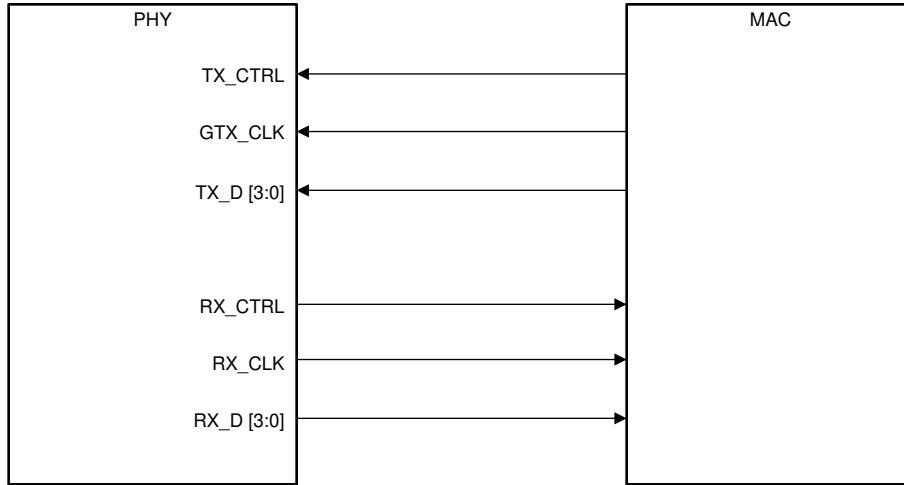 PHY
MAC
TX_CTRL
GTX_CLK
TX_D [3:0]
RX_CTRL
RX_CLK
RX_D [3:0]